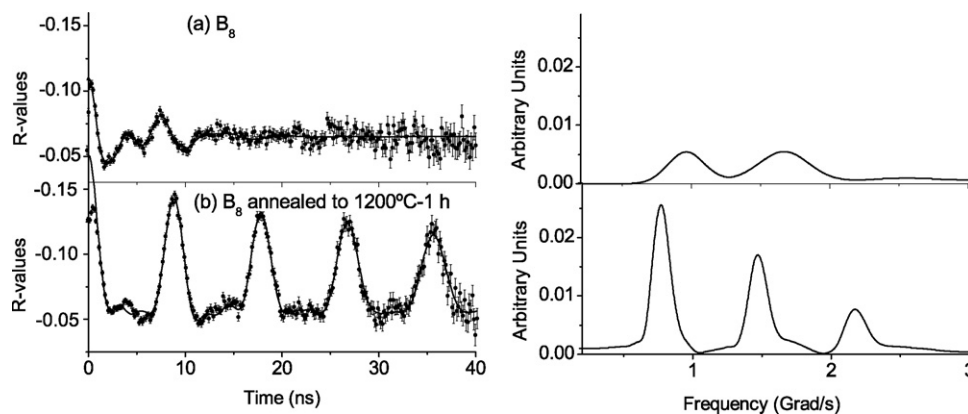 (a) B8
-0.15
-0.10
-0.05
R-values
(b) B8 annealed to 1200ºC-1 h
-0.15
-0.10
-0.05
R-values
0 10 20 30 40
Time (ns)
0.02
0.01
0.00
Arbitrary Units
0.02
0.01
0.00
Arbitrary Units
1 2 3
Frequency (Grad/s)